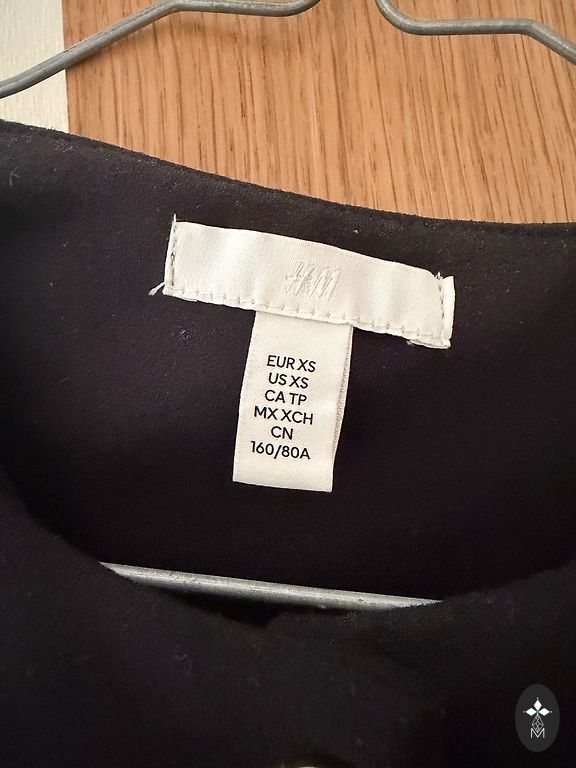 H&M
EUR XS
US XS
CA TP
MX XCH
CN
160/80A
M